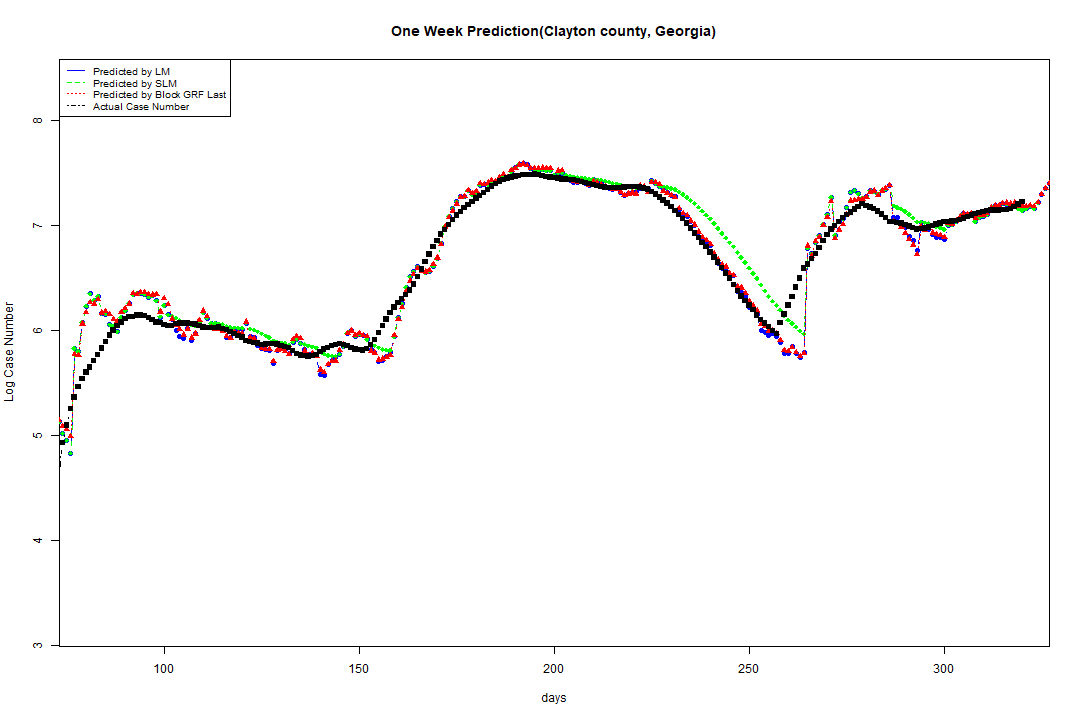 One Week Prediction(Clayton county, Georgia)
Predicted by LM
Predicted by SLM
Predicted by Block GRF Last
Actual Case Number
8
7
6
5
4
3
Log Case Number
100 150 200 250 300
days